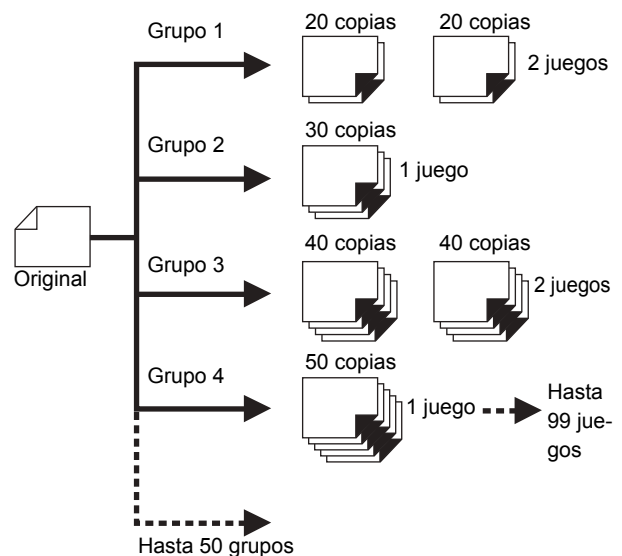 Grupo 1
20 copias
20 copias
2 juegos
Grupo 2
30 copias
1 juego
Original
Grupo 3
40 copias
40 copias
2 juegos
Grupo 4
50 copias
1 juego
Hasta
99 jue-
gos
Hasta 50 grupos